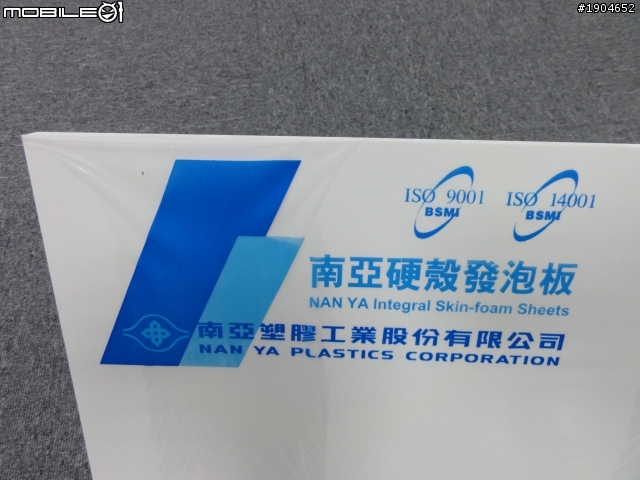 MOBILE01
#1904652
ISO 9001
BSMI
ISO 14001
BSMI
南亞硬殼發泡板
NAN YA Integral Skin-foam Sheets
南亞塑膠工業股份有限公司
NAN YA PLASTICS CORPORATION